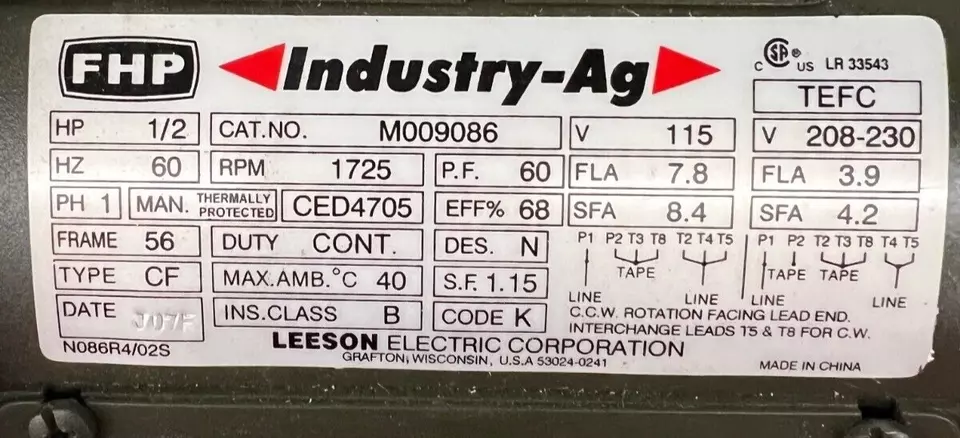 FHP Industry-Ag C SA ® US LR 33543
TEFC
HP 1/2 CAT.NO. M009086 V 115 V 208-230
HZ 60 RPM 1725 P.F. 60 FLA 7.8 FLA 3.9
PH 1 MAN. THERMALLY PROTECTED CED4705 EFF% 68 SFA 8.4 SFA 4.2
FRAME 56 DUTY CONT. DES. N P1 P2 T3 T8 T2 T4 T5 P1 P2 T2 T3 T8 T4 T5
TYPE CF MAX.AMB.°C 40 S.F. 1.15 TAPE TAPE TAPE
LINE LINE LINE LINE
DATE J07F INS.CLASS B CODE K C.C.W. ROTATION FACING LEAD END.
INTERCHANGE LEADS T5 & T8 FOR C.W.
N086R4/02S LEESON ELECTRIC CORPORATION
GRAFTON, WISCONSIN, U.S.A 53024-0241 MADE IN CHINA